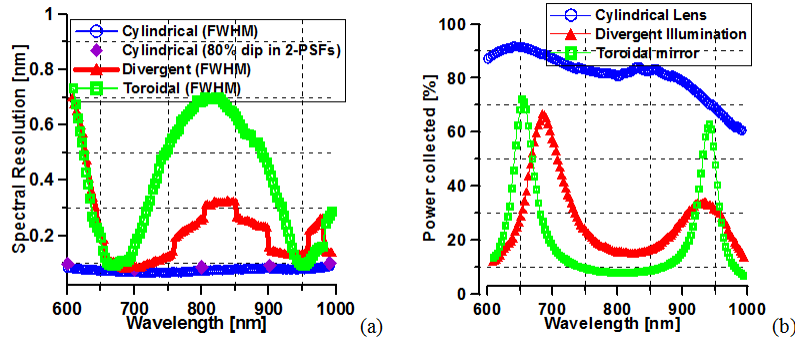 Cylindrical (FWHM)
Cylindrical (80% dip in 2-PSFs)
Divergent (FWHM)
Toroidal (FWHM)
Spectral Resolution [nm]
1
0.8
0.6
0.4
0.2
600
700
800
900
1000
Wavelength [nm]
(a)
Cylindrical Lens
Divergent Illumination
Toroidal mirror
Power collected [%]
100
80
60
40
20
0
600
700
800
900
1000
Wavelength [nm]
(b)